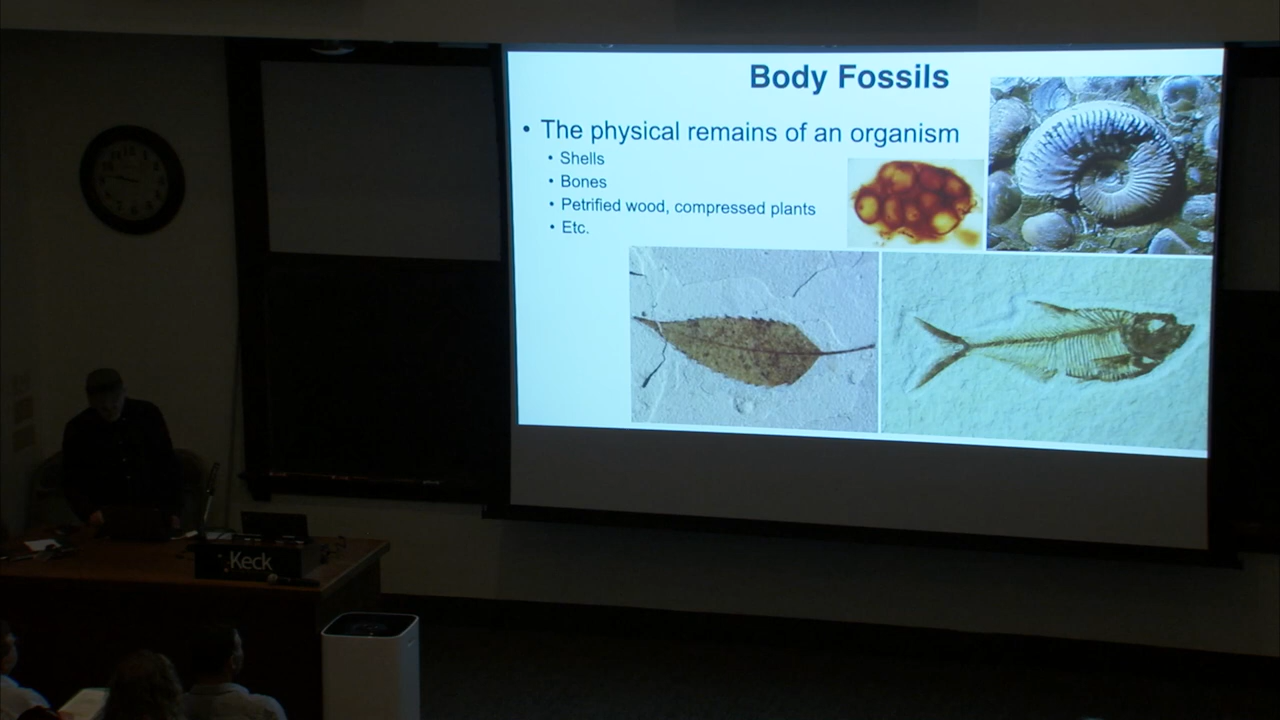 Body Fossils
• The physical remains of an organism
• Shells
• Bones
• Petrified wood, compressed plants
• Etc.
Keck